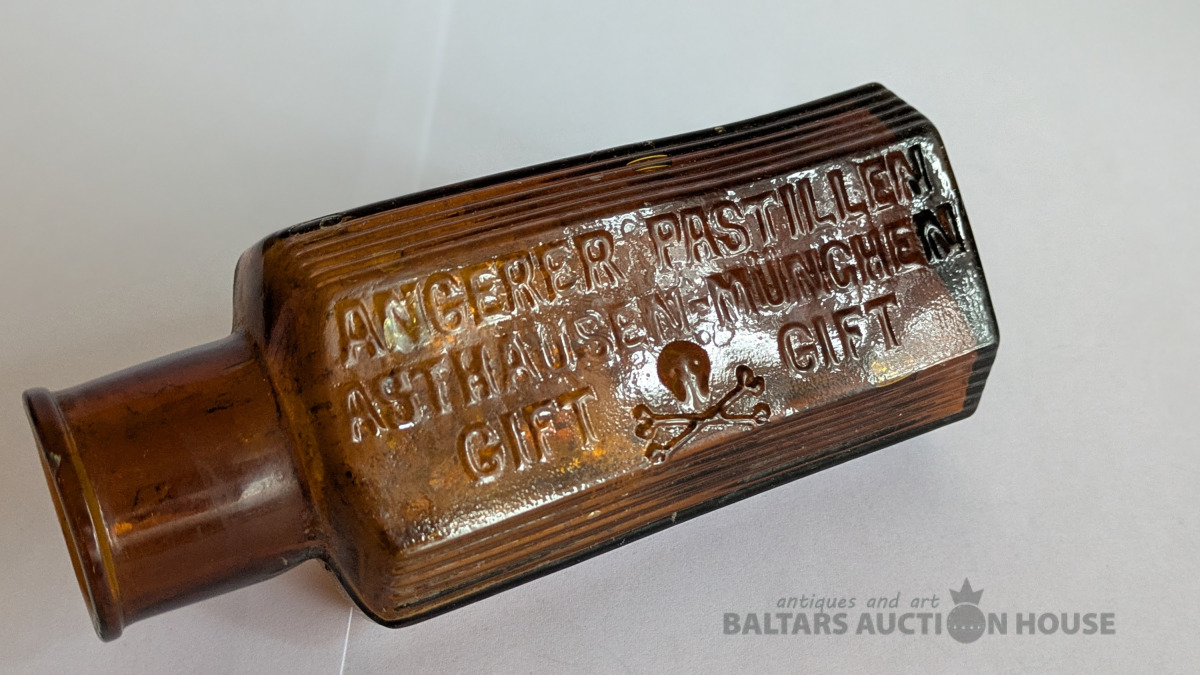 ANGERER PASTILLEN
ASTHAUSEN-MÜNCHEN
GIFT GIFT
antiques and art
BALTARS AUCTION HOUSE